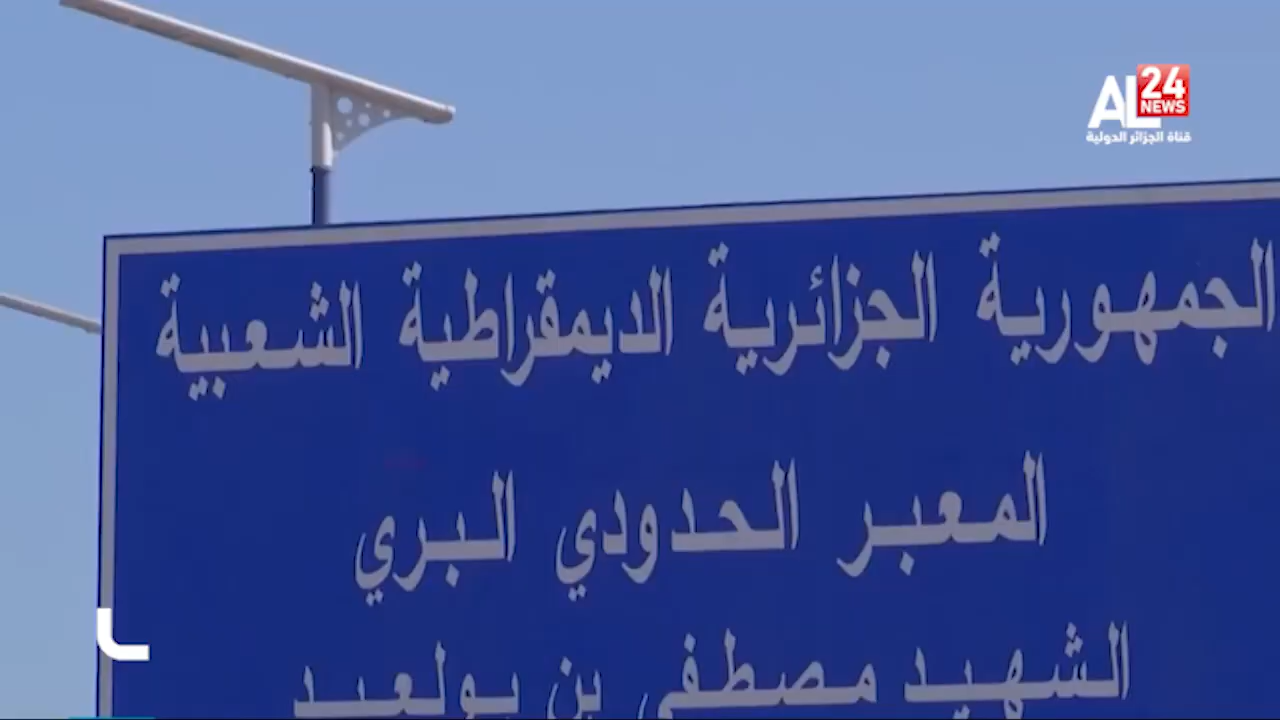 AL 24 NEWS
قناة الجزائر الدولية
الجمهورية الجزائرية الديمقراطية الشعبية
المعبر الحدودي البري
الشهيد مصطفى بن بولعيد